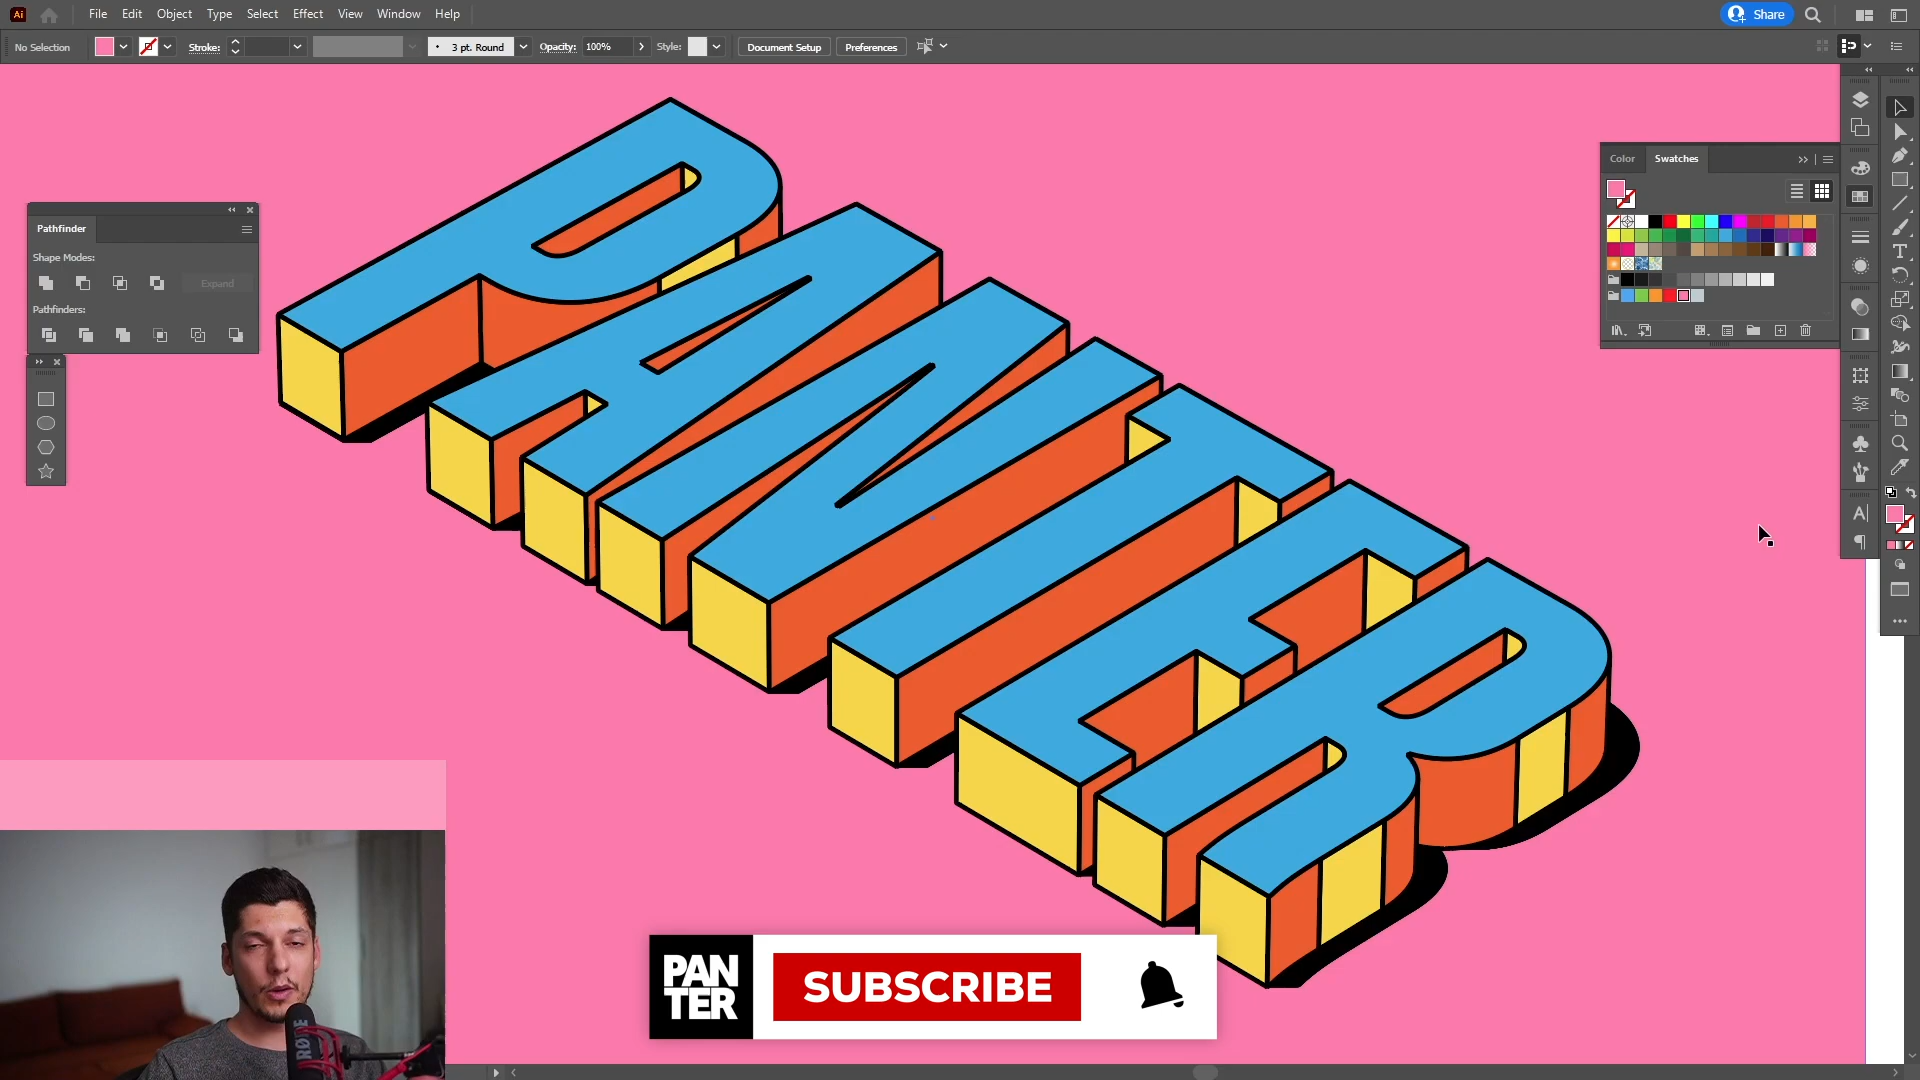 Ai
File Edit Object Type Select Effect View Window Help
Share
No Selection
Stroke:
3 pt. Round
Opacity: 100%
Style:
Document Setup
Preferences
Color
Swatches
Pathfinder
Shape Modes:
Expand
Pathfinders:
PANTER
PAN
TER
SUBSCRIBE
RØDE